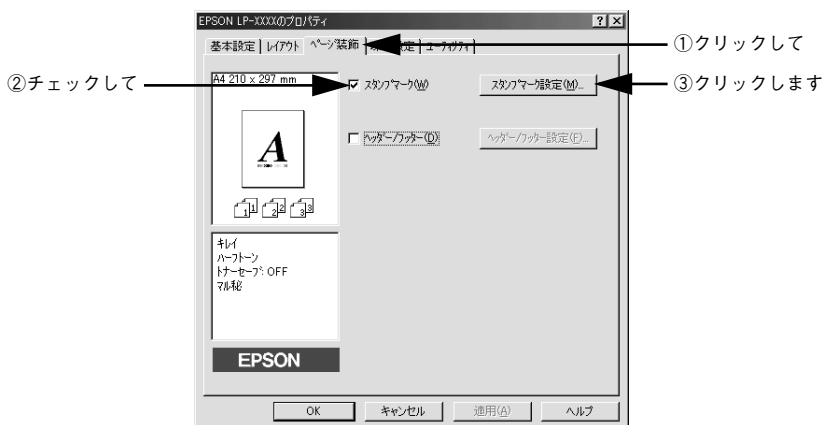 EPSON LP-XXXXのプロパティ
基本設定 レイアウト ページ装飾 ユーティリティ
①クリックして
A4 210 x 297 mm
②チェックして
スタンプマーク(W)
スタンプマーク設定(M)...
③クリックします
ヘッダー/フッター(D)
ヘッダー/フッター設定(F)...
A
1 1 2 2 3 3
キレイ
ハーフトーン
トナーセーブ: OFF
マル秘
EPSON
OK キャンセル 適用(A) ヘルプ